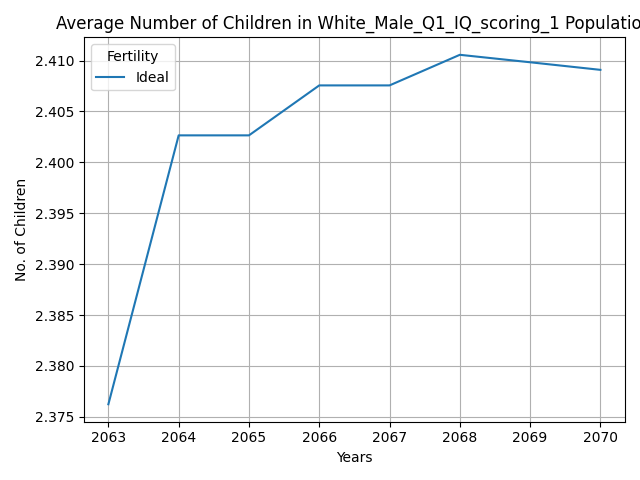 Average Number of Children in White_Male_Q1_IQ_scoring_1 Populatio
Fertility
Ideal
2.410
2.405
2.400
2.395
2.390
2.385
2.380
2.375
No. of Children
2063 2064 2065 2066 2067 2068 2069 2070
Years